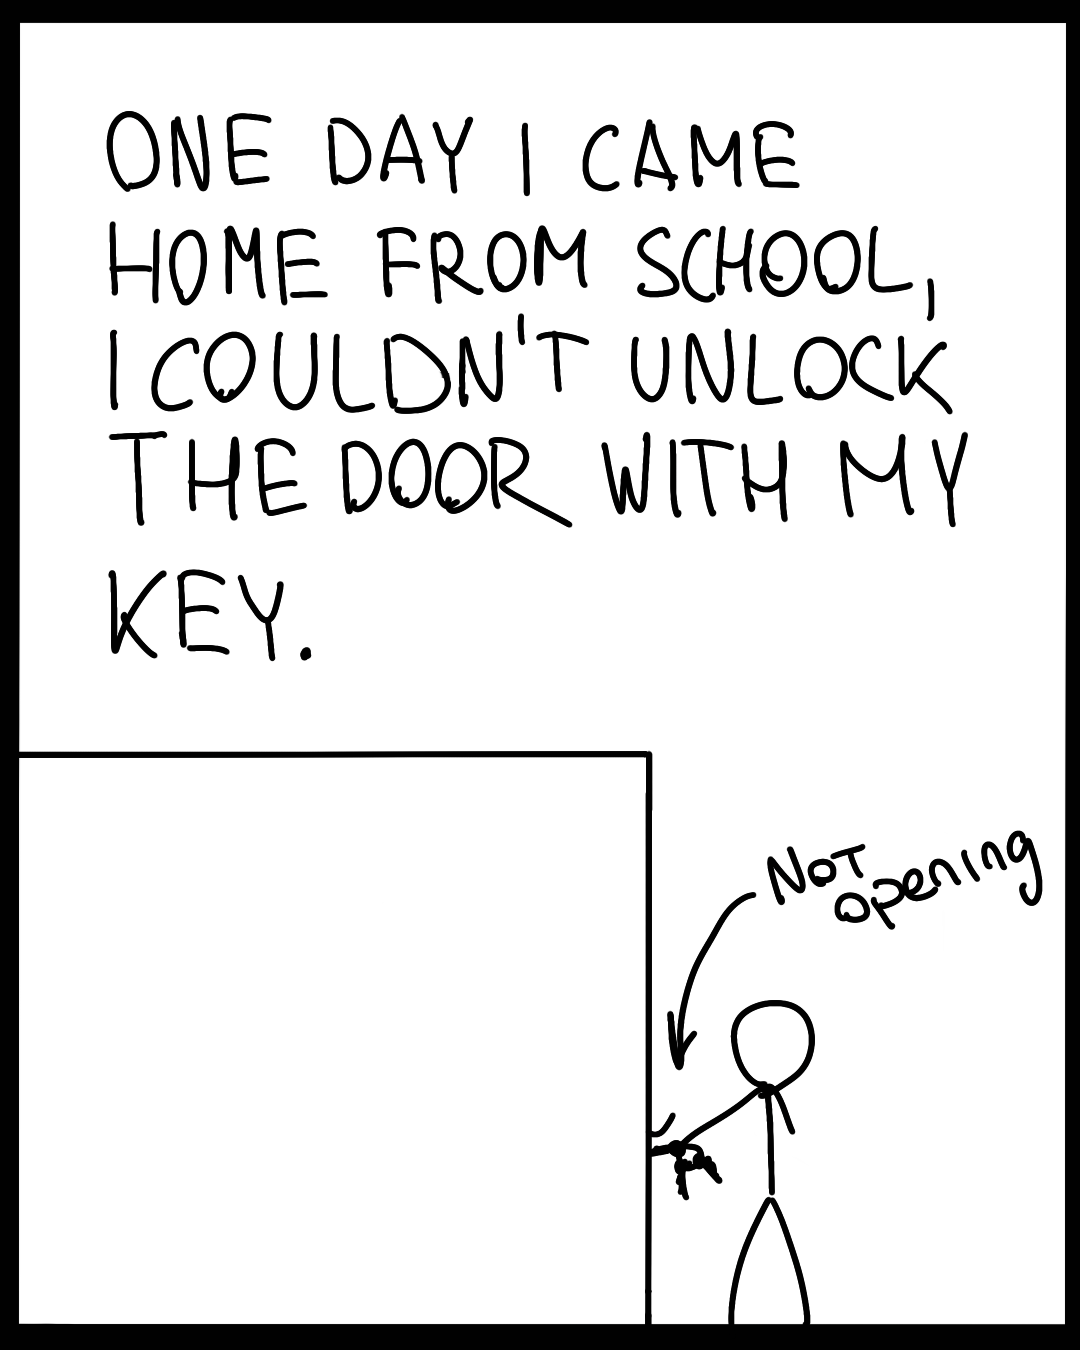 ONE DAY I CAME
HOME FROM SCHOOL,
I COULDN'T UNLOCK
THE DOOR WITH MY
KEY.
NOT
opening